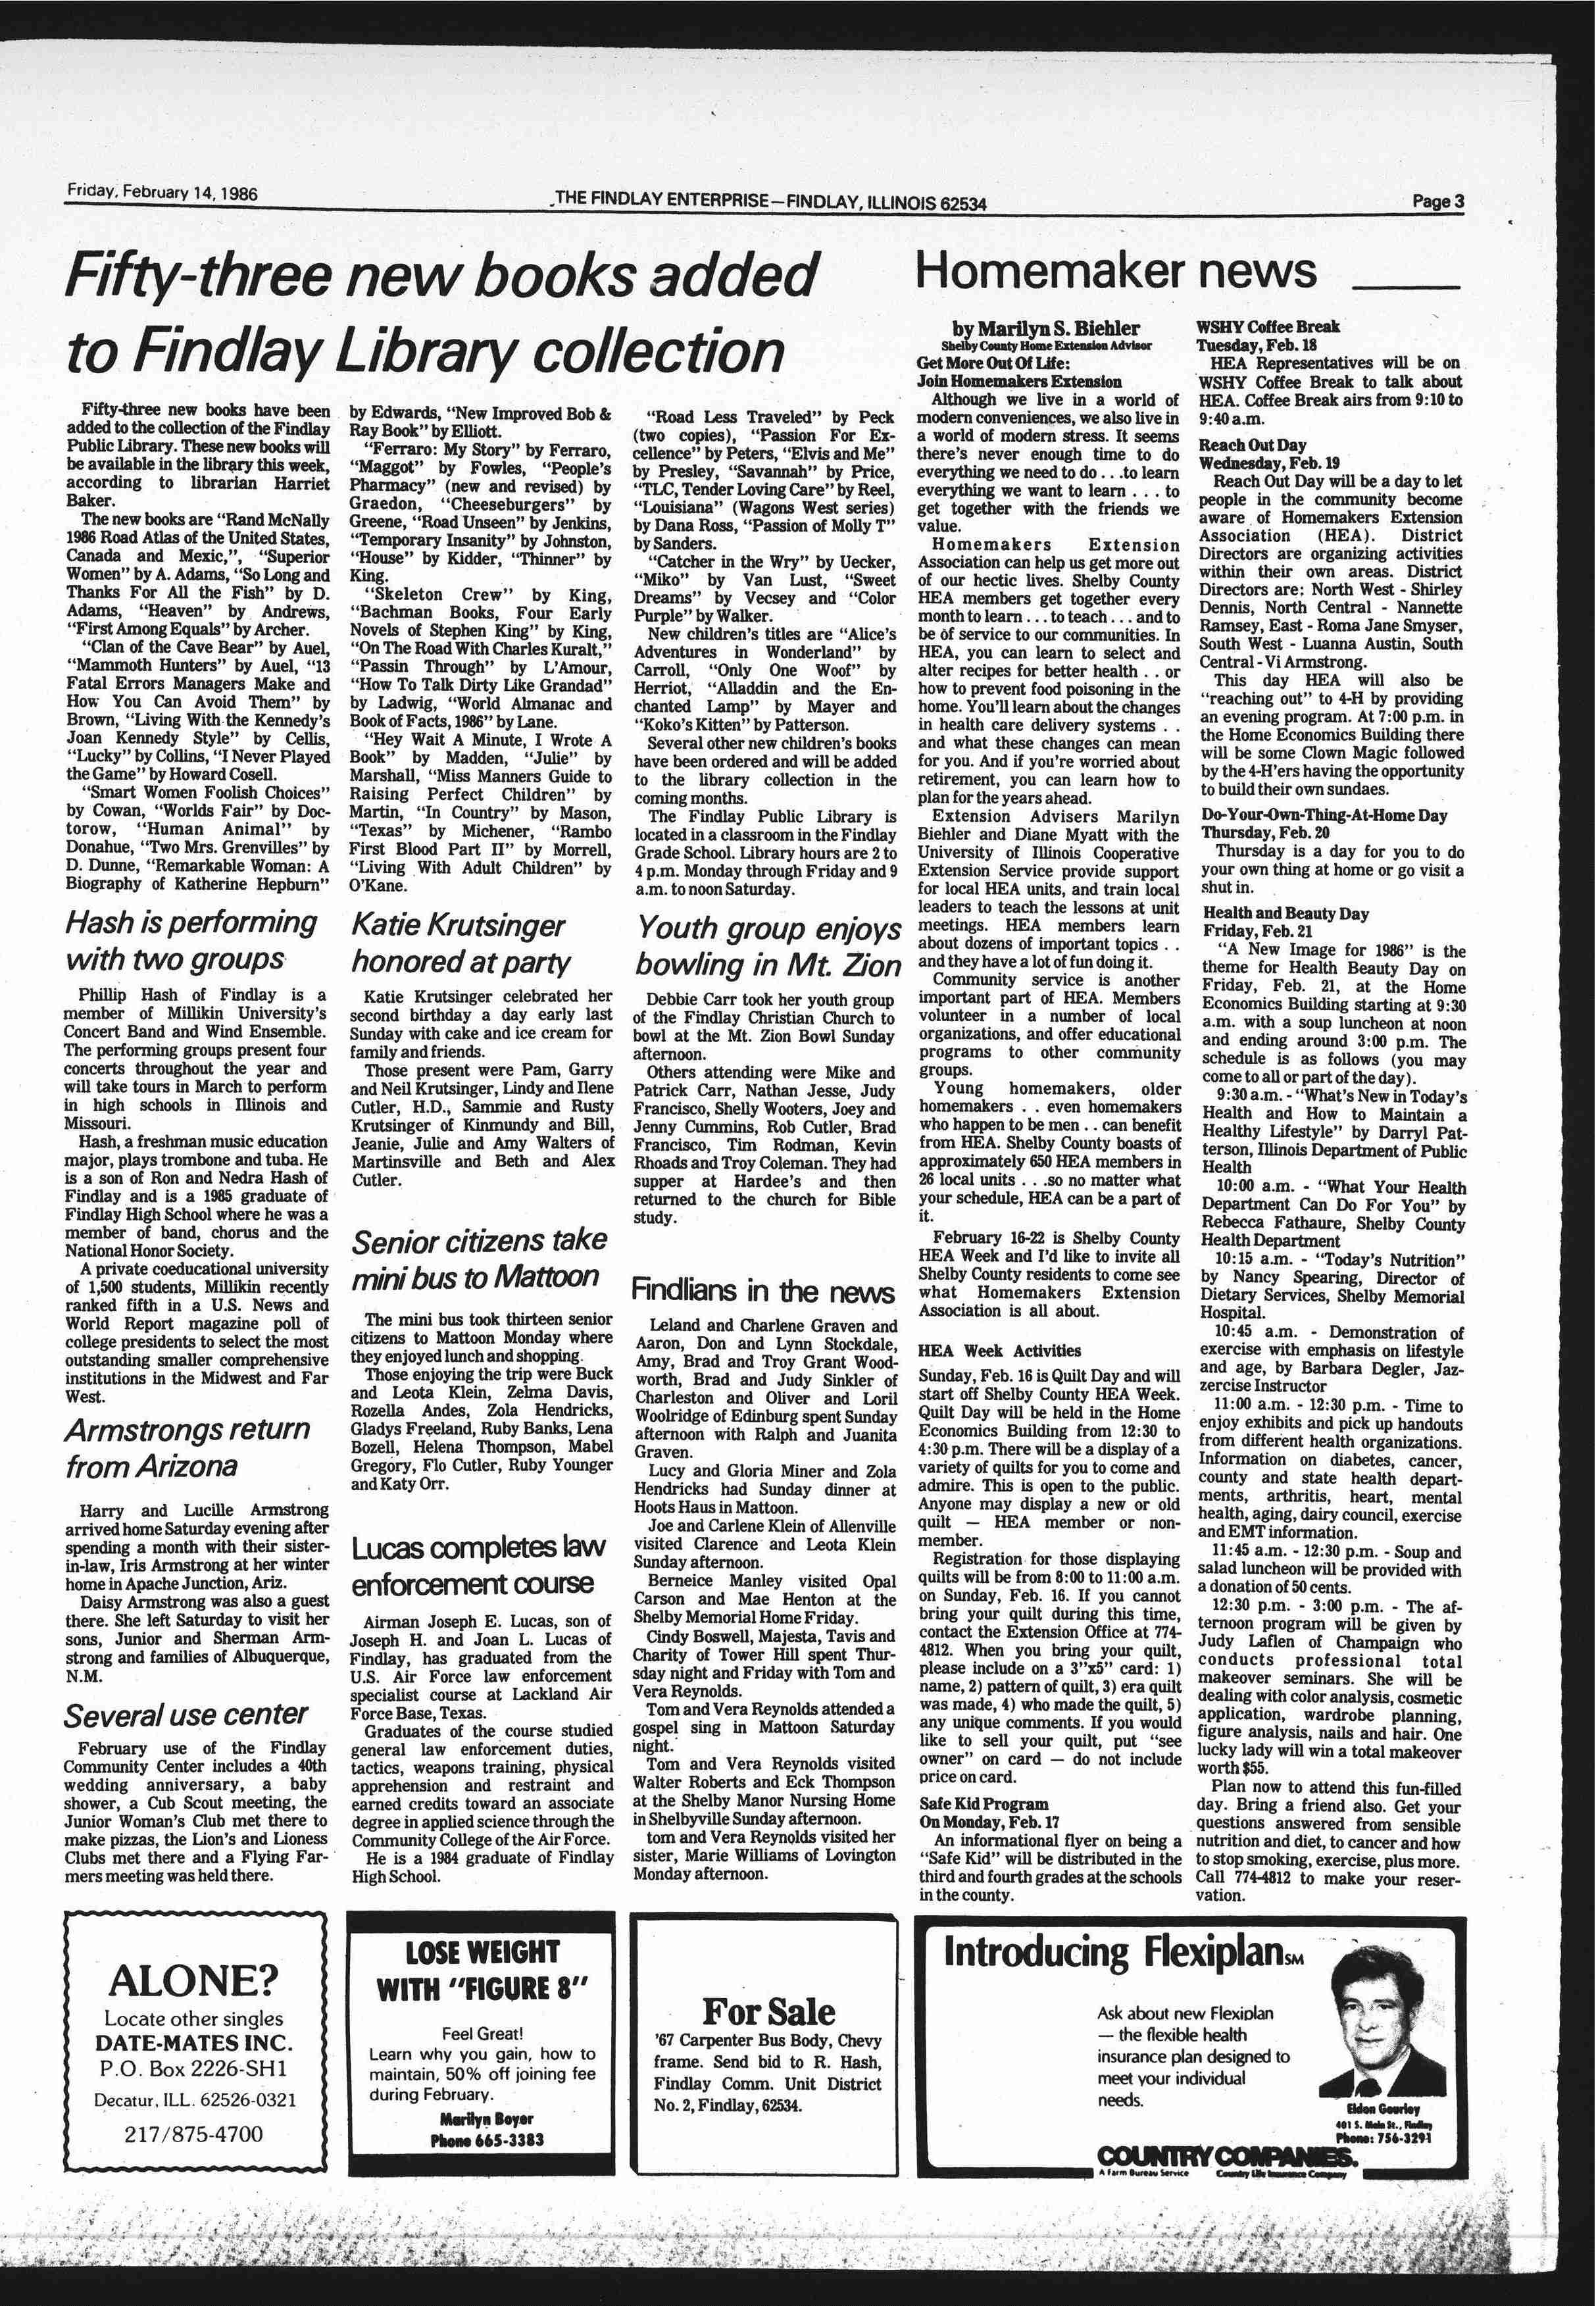 Friday, February 14, 1986
THE FINDLAY ENTERPRISE—FINDLAY, ILLINOIS 62534
Page 3
Fifty-three new books added
to Findlay Library collection
Fifty-three new books have been
added to the collection of the Findlay
Public Library. These new books will
be available in the library this week,
according to librarian Harriet
Baker.
The new books are “Rand McNally
1986 Road Atlas of the United States,
Canada and Mexic,”, “Superior
Women” by A. Adams, “So Long and
Thanks For All the Fish” by D.
Adams, “Heaven” by Andrews,
“First Among Equals” by Archer.
“Clan of the Cave Bear” by Auel,
“Mammoth Hunters” by Auel, “13
Fatal Errors Managers Make and
How You Can Avoid Them” by
Brown, “Living With the Kennedy’s
Joan Kennedy Style” by Cellis,
“Lucky” by Collins, “I Never Played
the Game” by Howard Cosell.
“Smart Women Foolish Choices”
by Cowan, “Worlds Fair” by Doc-
torow, “Human Animal” by
Donahue, “Two Mrs. Grenvilles” by
D. Dunne, “Remarkable Woman: A
Biography of Katherine Hepburn”
by Edwards, “New Improved Bob &
Ray Book” by Elliott.
“Ferraro: My Story” by Ferraro,
“Maggot” by Fowles, “People’s
Pharmacy” (new and revised) by
Graedon, “Cheeseburgers” by
Greene, “Road Unseen” by Jenkins,
“Temporary Insanity” by Johnston,
“House” by Kidder, “Thinner” by
King.
“Skeleton Crew” by King,
“Bachman Books, Four Early
Novels of Stephen King” by King,
“On The Road With Charles Kuralt,”
“Passin Through” by L’Amour,
“How To Talk Dirty Like Grandad”
by Ladwig, “World Almanac and
Book of Facts, 1986” by Lane.
“Hey Wait A Minute, I Wrote A
Book” by Madden, “Julie” by
Marshall, “Miss Manners Guide to
Raising Perfect Children” by
Martin, “In Country” by Mason,
“Texas” by Michener, “Rambo
First Blood Part II” by Morrell,
“Living With Adult Children” by
O’Kane.
“Road Less Traveled” by Peck
(two copies), “Passion For Ex-
cellence” by Peters, “Elvis and Me”
by Presley, “Savannah” by Price,
“TLC, Tender Loving Care” by Reel,
“Louisiana” (Wagons West series)
by Dana Ross, “Passion of Molly T”
by Sanders.
“Catcher in the Wry” by Uecker,
“Miko” by Van Lust, “Sweet
Dreams” by Vecsey and “Color
Purple” by Walker.
New children’s titles are “Alice’s
Adventures in Wonderland” by
Carroll, “Only One Woof” by
Herriot, “Alladdin and the En-
chanted Lamp” by Mayer and
“Koko’s Kitten” by Patterson.
Several other new children’s books
have been ordered and will be added
to the library collection in the
coming months.
The Findlay Public Library is
located in a classroom in the Findlay
Grade School. Library hours are 2 to
4 p.m. Monday through Friday and 9
a.m. to noon Saturday.
Hash is performing
with two groups
Phillip Hash of Findlay is a
member of Millikin University’s
Concert Band and Wind Ensemble.
The performing groups present four
concerts throughout the year and
will take tours in March to perform
in high schools in Illinois and
Missouri.
Hash, a freshman music education
major, plays trombone and tuba. He
is a son of Ron and Nedra Hash of
Findlay and is a 1985 graduate of
Findlay High School where he was a
member of band, chorus and the
National Honor Society.
A private coeducational university
of 1,500 students, Millikin recently
ranked fifth in a U.S. News and
World Report magazine poll of
college presidents to select the most
outstanding smaller comprehensive
institutions in the Midwest and Far
West.
Armstrongs return
from Arizona
Harry and Lucille Armstrong
arrived home Saturday evening after
spending a month with their sister-
in-law, Iris Armstrong at her winter
home in Apache Junction, Ariz.
Daisy Armstrong was also a guest
there. She left Saturday to visit her
sons, Junior and Sherman Arm-
strong and families of Albuquerque,
N.M.
Several use center
February use of the Findlay
Community Center includes a 40th
wedding anniversary, a baby
shower, a Cub Scout meeting, the
Junior Woman’s Club met there to
make pizzas, the Lion’s and Lioness
Clubs met there and a Flying Far-
mers meeting was held there.
Katie Krutsinger
honored at party
Katie Krutsinger celebrated her
second birthday a day early last
Sunday with cake and ice cream for
family and friends.
Those present were Pam, Garry
and Neil Krutsinger, Lindy and Ilene
Cutler, H.D., Sammie and Rusty
Krutsinger of Kinmundy and Bill,
Jeanie, Julie and Amy Walters of
Martinsville and Beth and Alex
Cutler.
Senior citizens take
mini bus to Mattoon
The mini bus took thirteen senior
citizens to Mattoon Monday where
they enjoyed lunch and shopping.
Those enjoying the trip were Buck
and Leota Klein, Zelma Davis,
Rozella Andes, Zola Hendricks,
Gladys Freeland, Ruby Banks, Lena
Bozell, Helena Thompson, Mabel
Gregory, Flo Cutler, Ruby Younger
and Katy Orr.
Lucas completes law
enforcement course
Airman Joseph E. Lucas, son of
Joseph H. and Joan L. Lucas of
Findlay, has graduated from the
U.S. Air Force law enforcement
specialist course at Lackland Air
Force Base, Texas.
Graduates of the course studied
general law enforcement duties,
tactics, weapons training, physical
apprehension and restraint and
earned credits toward an associate
degree in applied science through the
Community College of the Air Force.
He is a 1984 graduate of Findlay
High School.
Youth group enjoys
bowling in Mt. Zion
Debbie Carr took her youth group
of the Findlay Christian Church to
bowl at the Mt. Zion Bowl Sunday
afternoon.
Others attending were Mike and
Patrick Carr, Nathan Jesse, Judy
Francisco, Shelly Wooters, Joey and
Jenny Cummins, Rob Cutler, Brad
Francisco, Tim Rodman, Kevin
Rhoads and Troy Coleman. They had
supper at Hardee’s and then
returned to the church for Bible
study.
Findlians in the news
Leland and Charlene Graven and
Aaron, Don and Lynn Stockdale,
Amy, Brad and Troy Grant Wood-
worth, Brad and Judy Sinkler of
Charleston and Oliver and Loril
Woolridge of Edinburg spent Sunday
afternoon with Ralph and Juanita
Graven.
Lucy and Gloria Miner and Zola
Hendricks had Sunday dinner at
Hoots Haus in Mattoon.
Joe and Carlene Klein of Allenville
visited Clarence and Leota Klein
Sunday afternoon.
Berneice Manley visited Opal
Carson and Mae Henton at the
Shelby Memorial Home Friday.
Cindy Boswell, Majesta, Tavis and
Charity of Tower Hill spent Thur-
sday night and Friday with Tom and
Vera Reynolds.
Tom and Vera Reynolds attended a
gospel sing in Mattoon Saturday
night.
Tom and Vera Reynolds visited
Walter Roberts and Eck Thompson
at the Shelby Manor Nursing Home
in Shelbyville Sunday afternoon.
tom and Vera Reynolds visited her
sister, Marie Williams of Lovington
Monday afternoon.
Homemaker news
by Marilyn S. Biehler
Shelby County Home Extension Advisor
Get More Out Of Life:
Join Homemakers Extension
Although we live in a world of
modern conveniences, we also live in
a world of modern stress. It seems
there’s never enough time to do
everything we need to do . . .to learn
everything we want to learn . . . to
get together with the friends we
value.
Homemakers Extension
Association can help us get more out
of our hectic lives. Shelby County
HEA members get together every
month to learn . . . to teach . . . and to
be of service to our communities. In
HEA, you can learn to select and
alter recipes for better health . . or
how to prevent food poisoning in the
home. You’ll learn about the changes
in health care delivery systems . .
and what these changes can mean
for you. And if you’re worried about
retirement, you can learn how to
plan for the years ahead.
Extension Advisers Marilyn
Biehler and Diane Myatt with the
University of Illinois Cooperative
Extension Service provide support
for local HEA units, and train local
leaders to teach the lessons at unit
meetings. HEA members learn
about dozens of important topics . .
and they have a lot of fun doing it.
Community service is another
important part of HEA. Members
volunteer in a number of local
organizations, and offer educational
programs to other community
groups.
Young homemakers, older
homemakers . . even homemakers
who happen to be men . . can benefit
from HEA. Shelby County boasts of
approximately 650 HEA members in
26 local units . . .so no matter what
your schedule, HEA can be a part of
it.
February 16-22 is Shelby County
HEA Week and I’d like to invite all
Shelby County residents to come see
what Homemakers Extension
Association is all about.
HEA Week Activities
Sunday, Feb. 16 is Quilt Day and will
start off Shelby County HEA Week.
Quilt Day will be held in the Home
Economics Building from 12:30 to
4:30 p.m. There will be a display of a
variety of quilts for you to come and
admire. This is open to the public.
Anyone may display a new or old
quilt — HEA member or non-
member.
Registration for those displaying
quilts will be from 8:00 to 11:00 a.m.
on Sunday, Feb. 16. If you cannot
bring your quilt during this time,
contact the Extension Office at 774-
4812. When you bring your quilt,
please include on a 3”x5” card: 1)
name, 2) pattern of quilt, 3) era quilt
was made, 4) who made the quilt, 5)
any unique comments. If you would
like to sell your quilt, put “see
owner” on card — do not include
price on card.
Safe Kid Program
On Monday, Feb. 17
An informational flyer on being a
“Safe Kid” will be distributed in the
third and fourth grades at the schools
in the county.
WSHY Coffee Break
Tuesday, Feb. 18
HEA Representatives will be on
WSHY Coffee Break to talk about
HEA. Coffee Break airs from 9:10 to
9:40 a.m.
Reach Out Day
Wednesday, Feb. 19
Reach Out Day will be a day to let
people in the community become
aware of Homemakers Extension
Association (HEA). District
Directors are organizing activities
within their own areas. District
Directors are: North West - Shirley
Dennis, North Central - Nannette
Ramsey, East - Roma Jane Smyser,
South West - Luanna Austin, South
Central - Vi Armstrong.
This day HEA will also be
“reaching out” to 4-H by providing
an evening program. At 7:00 p.m. in
the Home Economics Building there
will be some Clown Magic followed
by the 4-H’ers having the opportunity
to build their own sundaes.
Do-Your-Own-Thing-At-Home Day
Thursday, Feb. 20
Thursday is a day for you to do
your own thing at home or go visit a
shut in.
Health and Beauty Day
Friday, Feb. 21
“A New Image for 1986” is the
theme for Health Beauty Day on
Friday, Feb. 21, at the Home
Economics Building starting at 9:30
a.m. with a soup luncheon at noon
and ending around 3:00 p.m. The
schedule is as follows (you may
come to all or part of the day).
9:30 a.m. - “What’s New in Today’s
Health and How to Maintain a
Healthy Lifestyle” by Darryl Pat-
terson, Illinois Department of Public
Health
10:00 a.m. - “What Your Health
Department Can Do For You” by
Rebecca Fathaure, Shelby County
Health Department
10:15 a.m. - “Today’s Nutrition”
by Nancy Spearing, Director of
Dietary Services, Shelby Memorial
Hospital.
10:45 a.m. - Demonstration of
exercise with emphasis on lifestyle
and age, by Barbara Degler, Jaz-
zercise Instructor
11:00 a.m. - 12:30 p.m. - Time to
enjoy exhibits and pick up handouts
from different health organizations.
Information on diabetes, cancer,
county and state health depart-
ments, arthritis, heart, mental
health, aging, dairy council, exercise
and EMT information.
11:45 a.m. - 12:30 p.m. - Soup and
salad luncheon will be provided with
a donation of 50 cents.
12:30 p.m. - 3:00 p.m. - The af-
ternoon program will be given by
Judy Laflen of Champaign who
conducts professional total
makeover seminars. She will be
dealing with color analysis, cosmetic
application, wardrobe planning,
figure analysis, nails and hair. One
lucky lady will win a total makeover
worth $55.
Plan now to attend this fun-filled
day. Bring a friend also. Get your
questions answered from sensible
nutrition and diet, to cancer and how
to stop smoking, exercise, plus more.
Call 774-4812 to make your reser-
vation.
ALONE?
Locate other singles
DATE-MATES INC.
P.O. Box 2226-SH1
Decatur, ILL. 62526-0321
217/875-4700
LOSE WEIGHT
WITH “FIGURE 8”
Feel Great!
Learn why you gain, how to
maintain, 50% off joining fee
during February.
Marilyn Boyer
Phone 665-3383
For Sale
’67 Carpenter Bus Body, Chevy
frame. Send bid to R. Hash,
Findlay Comm. Unit District
No. 2, Findlay, 62534.
Introducing Flexiplan SM
Ask about new Flexiplan
— the flexible health
insurance plan designed to
meet your individual
needs.
Eldon Gourley
401 S. Main St., Findlay
Phone: 756-3291
COUNTRY COMPANIES.
A Farm Bureau Service
Country Life Insurance Company